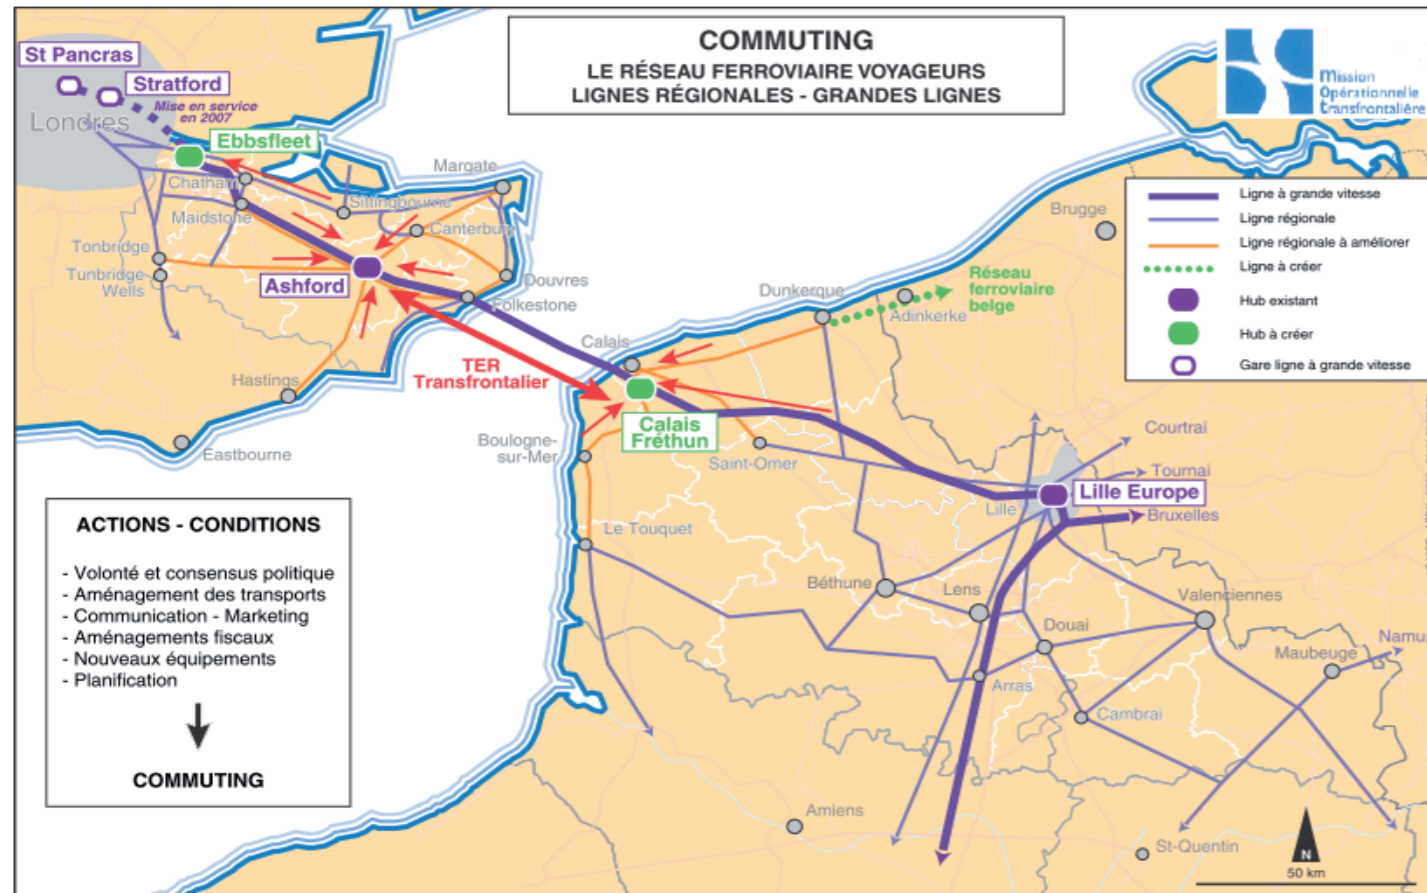 COMMUTING
LE RÉSEAU FERROVIAIRE VOYAGEURS
LIGNES RÉGIONALES - GRANDES LIGNES
mission
Opérationnelle
transfrontalière
St Pancras
Stratford
Mise en service
en 2007
Londres
Ebbsfleet
Chatham
Maidstone
Sittingbourne
Margate
Canterbury
Tonbridge
Tunbridge
Wells
Ashford
Douvres
Folkestone
Hastings
Eastbourne
TER
Transfrontalier
Calais
Calais
Fréthun
Dunkerque
Adinkerke
Réseau
ferroviaire
belge
Brugge
Ligne à grande vitesse
Ligne régionale
Ligne régionale à améliorer
Ligne à créer
Hub existant
Hub à créer
Gare ligne à grande vitesse
Boulogne-
sur-Mer
Saint-Omer
Le Touquet
Courtrai
Tournai
Lille Europe
Lille
Bruxelles
Béthune
Lens
Douai
Valenciennes
Maubeuge
Namur
Arras
Cambrai
Amiens
St-Quentin
N
50 km
ACTIONS - CONDITIONS
- Volonté et consensus politique
- Aménagement des transports
- Communication - Marketing
- Aménagements fiscaux
- Nouveaux équipements
- Planification
COMMUTING